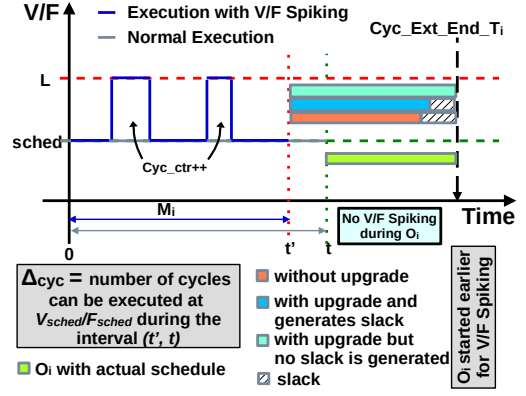 V/F
Execution with V/F Spiking
Normal Execution
Cyc_Ext_End_Tᵢ
L
sched
Cyc_ctr++
Mᵢ
No V/F Spiking
during Oᵢ
Time
0
t'
t
Δcyc = number of cycles
can be executed at
Vsched/Fsched during the
interval (t', t)
Oᵢ with actual schedule
without upgrade
with upgrade and
generates slack
with upgrade but
no slack is generated
slack
Oᵢ started earlier
for V/F Spiking